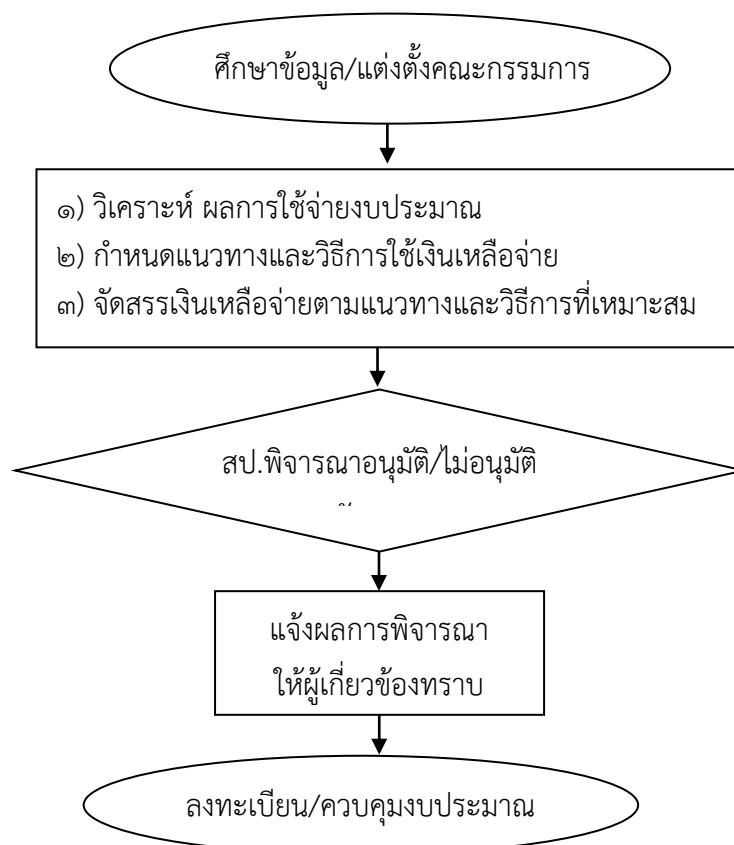 ศึกษาข้อมูล/แต่งตั้งคณะกรรมการ
๑) วิเคราะห์ ผลการใช้จ่ายงบประมาณ
๒) กำหนดแนวทางและวิธีการใช้เงินเหลือจ่าย
๓) จัดสรรเงินเหลือจ่ายตามแนวทางและวิธีการที่เหมาะสม
สป.พิจารณาอนุมัติ/ไม่อนุมัติ
แจ้งผลการพิจารณา
ให้ผู้เกี่ยวข้องทราบ
ลงทะเบียน/ควบคุมงบประมาณ